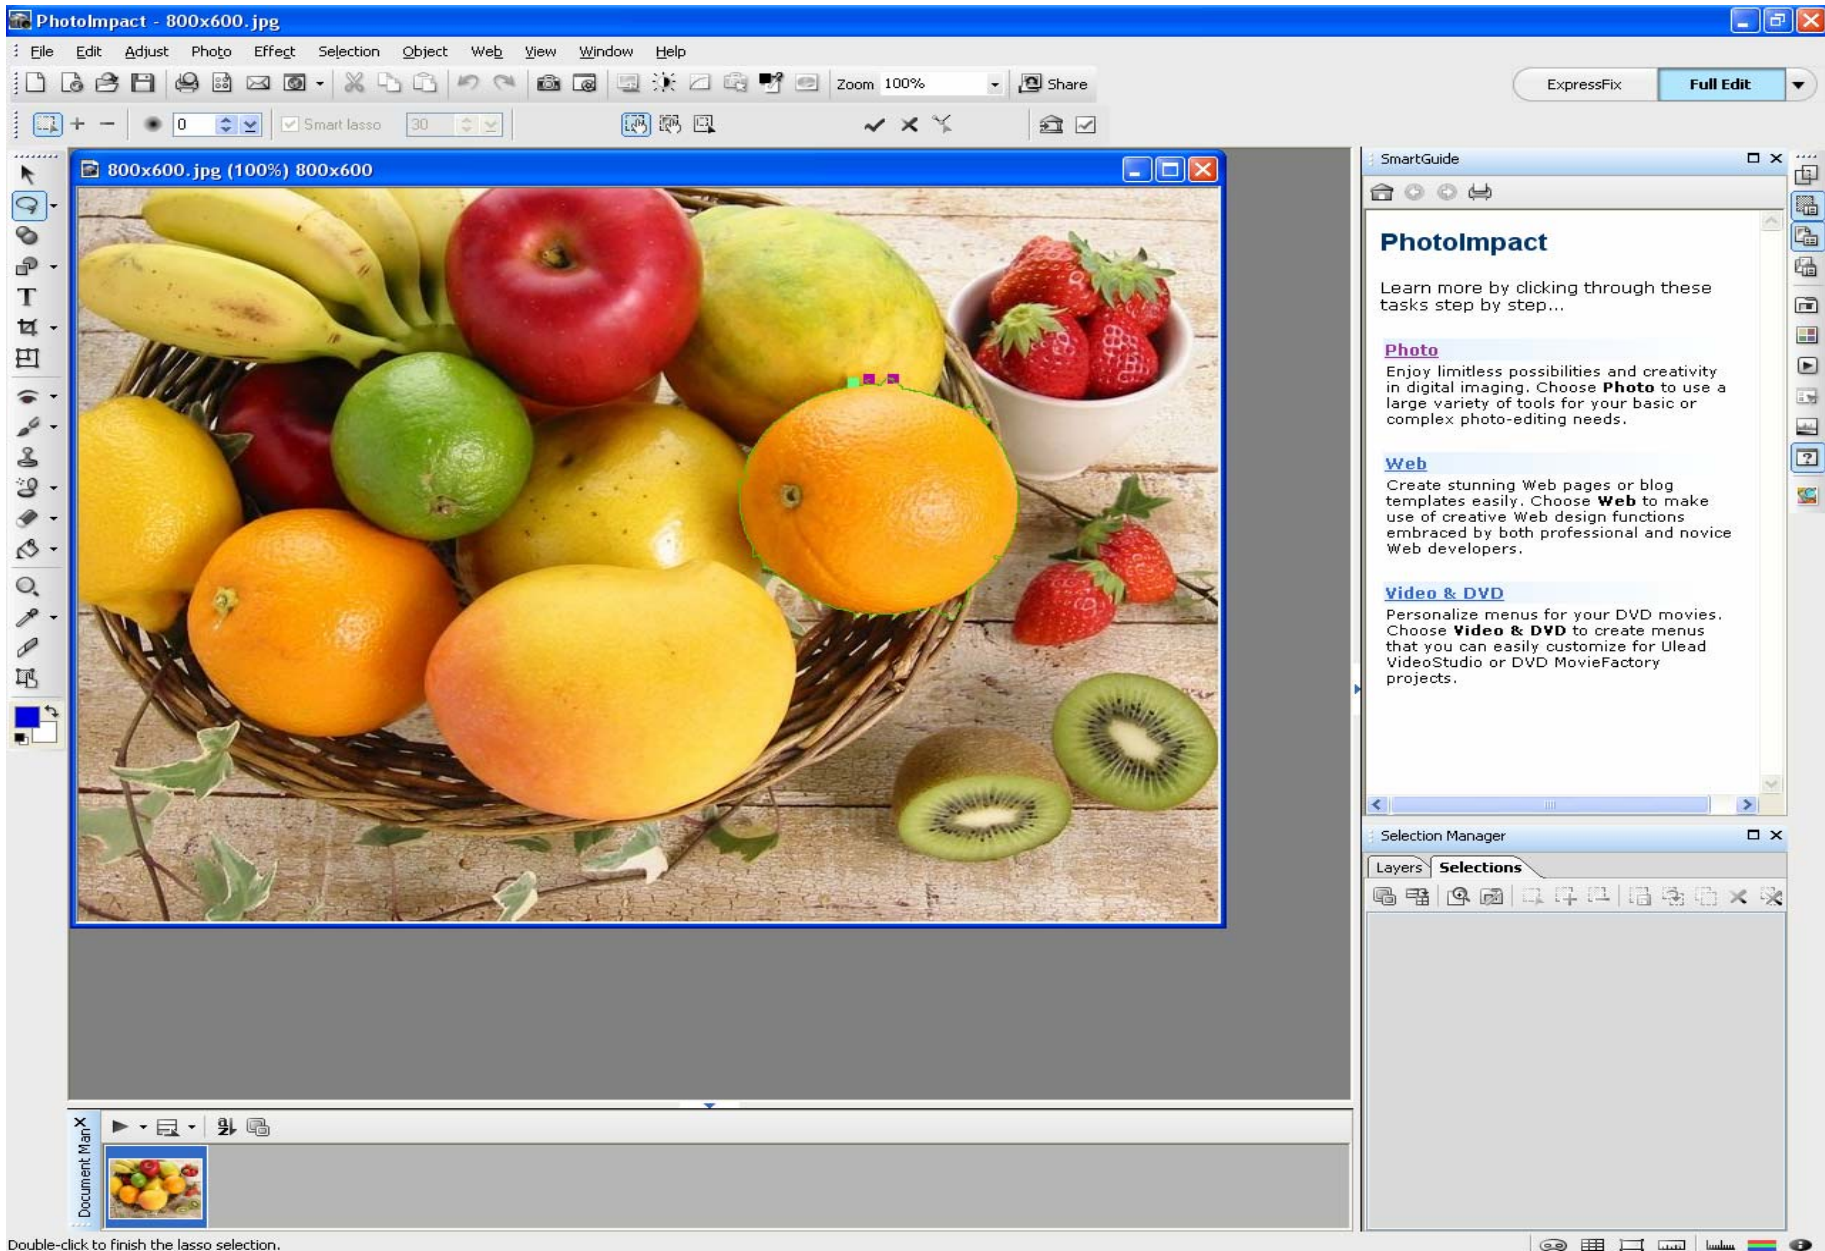 PhotoImpact - 800x600.jpg
File Edit Adjust Photo Effect Selection Object Web View Window Help
Zoom 100% Share
ExpressFix Full Edit
0 Smart lasso 30
800x600.jpg (100%) 800x600
SmartGuide
PhotoImpact
Learn more by clicking through these
tasks step by step...
Photo
Enjoy limitless possibilities and creativity
in digital imaging. Choose Photo to use a
large variety of tools for your basic or
complex photo-editing needs.
Web
Create stunning Web pages or blog
templates easily. Choose Web to make
use of creative Web design functions
embraced by both professional and novice
Web developers.
Video & DVD
Personalize menus for your DVD movies.
Choose Video & DVD to create menus
that you can easily customize for Ulead
VideoStudio or DVD MovieFactory
projects.
Selection Manager
Layers Selections
Document Man
Double-click to finish the lasso selection.